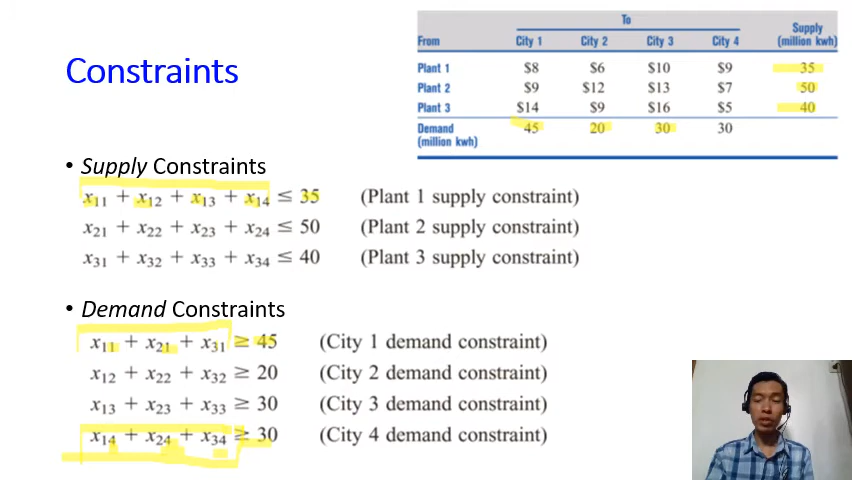 Constraints
To
Supply
From City 1 City 2 City 3 City 4 (million kwh)
Plant 1 $8 $6 $10 $9 35
Plant 2 $9 $12 $13 $7 50
Plant 3 $14 $9 $16 $5 40
Demand 45 20 30 30
(million kwh)
• Supply Constraints
x₁₁ + x₁₂ + x₁₃ + x₁₄ ≤ 35 (Plant 1 supply constraint)
x₂₁ + x₂₂ + x₂₃ + x₂₄ ≤ 50 (Plant 2 supply constraint)
x₃₁ + x₃₂ + x₃₃ + x₃₄ ≤ 40 (Plant 3 supply constraint)
• Demand Constraints
x₁₁ + x₂₁ + x₃₁ ≥ 45 (City 1 demand constraint)
x₁₂ + x₂₂ + x₃₂ ≥ 20 (City 2 demand constraint)
x₁₃ + x₂₃ + x₃₃ ≥ 30 (City 3 demand constraint)
x₁₄ + x₂₄ + x₃₄ ≥ 30 (City 4 demand constraint)